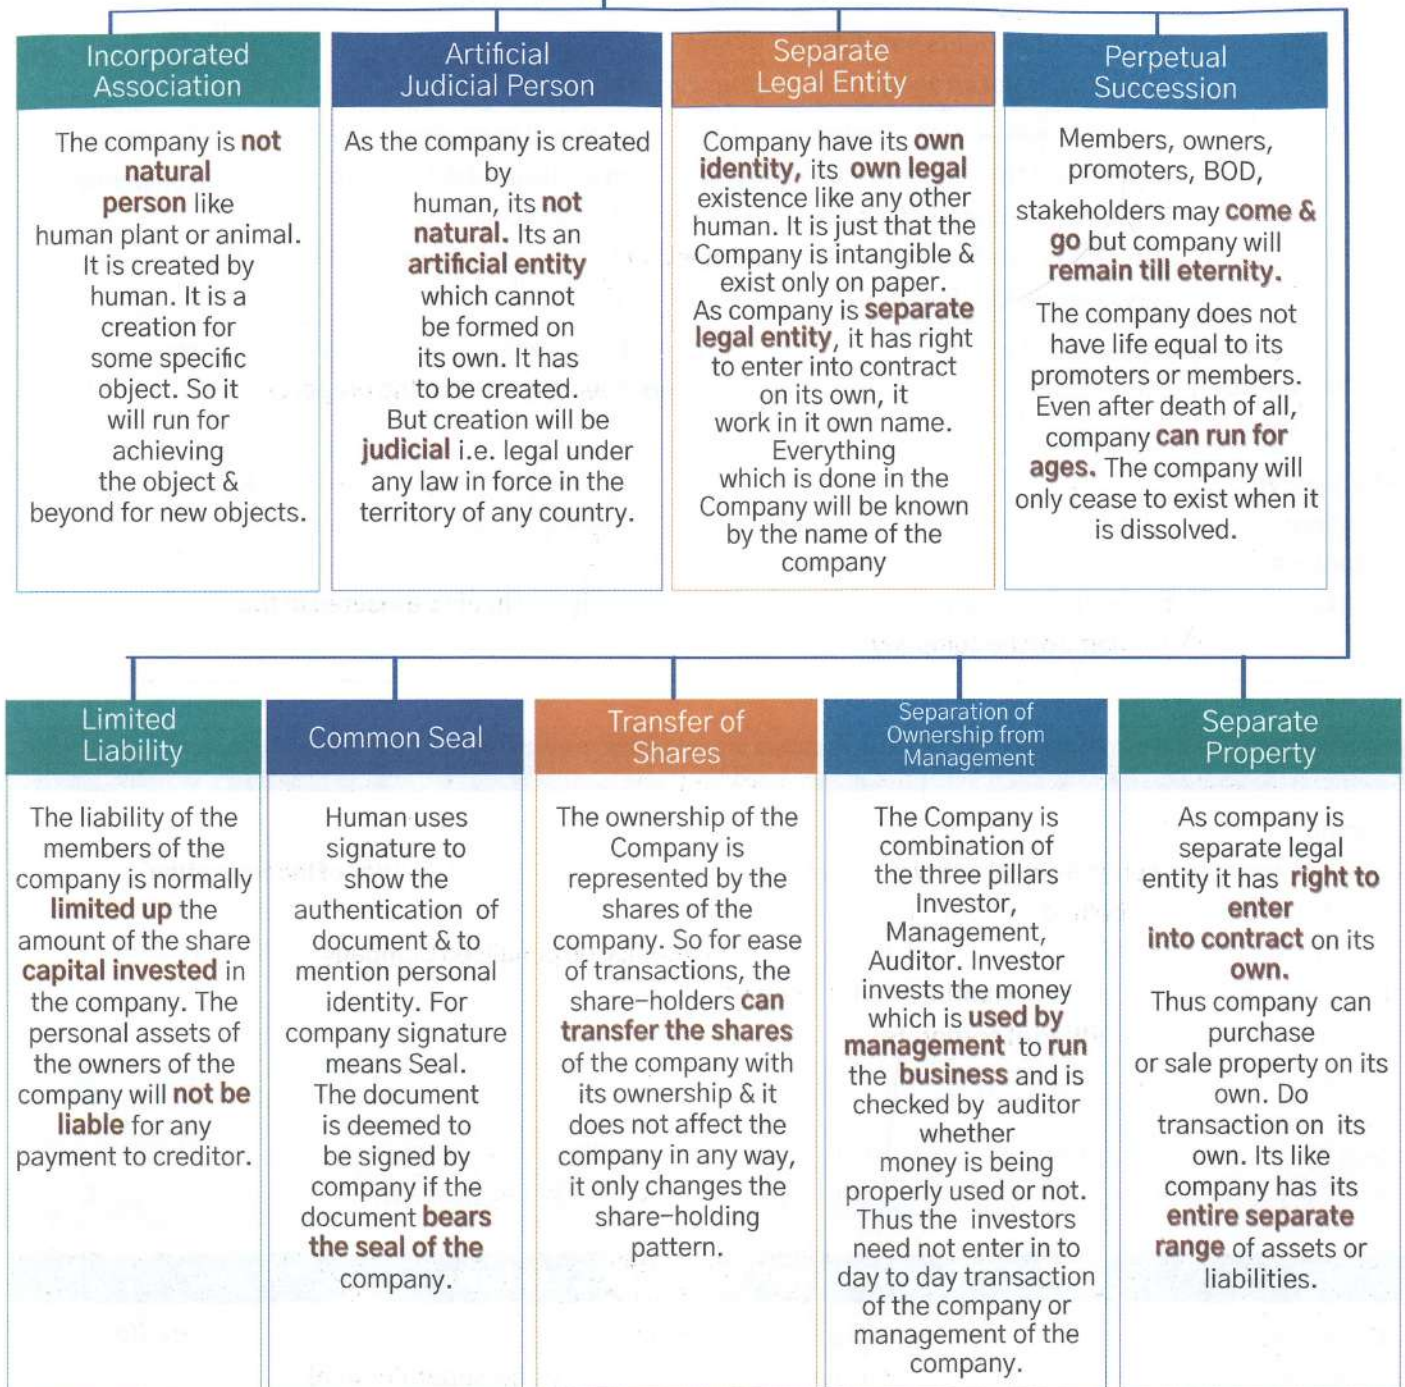 Incorporated
Association
The company is not
natural
person like
human plant or animal.
It is created by
human. It is a
creation for
some specific
object. So it
will run for
achieving
the object &
beyond for new objects.
Artificial
Judicial Person
As the company is created
by
human, its not
natural. Its an
artificial entity
which cannot
be formed on
its own. It has
to be created.
But creation will be
judicial i.e. legal under
any law in force in the
territory of any country.
Separate
Legal Entity
Company have its own
identity, its own legal
existence like any other
human. It is just that the
Company is intangible &
exist only on paper.
As company is separate
legal entity, it has right
to enter into contract
on its own, it
work in it own name.
Everything
which is done in the
Company will be known
by the name of the
company
Perpetual
Succession
Members, owners,
promoters, BOD,
stakeholders may come &
go but company will
remain till eternity.
The company does not
have life equal to its
promoters or members.
Even after death of all,
company can run for
ages. The company will
only cease to exist when it
is dissolved.
Limited
Liability
The liability of the
members of the
company is normally
limited up the
amount of the share
capital invested in
the company. The
personal assets of
the owners of the
company will not be
liable for any
payment to creditor.
Common Seal
Human uses
signature to
show the
authentication of
document & to
mention personal
identity. For
company signature
means Seal.
The document
is deemed to
be signed by
company if the
document bears
the seal of the
company.
Transfer of
Shares
The ownership of the
Company is
represented by the
shares of the
company. So for ease
of transactions, the
share-holders can
transfer the shares
of the company with
its ownership & it
does not affect the
company in any way,
it only changes the
share-holding
pattern.
Separation of
Ownership from
Management
The Company is
combination of
the three pillars
Investor,
Management,
Auditor. Investor
invests the money
which is used by
management to run
the business and is
checked by auditor
whether
money is being
properly used or not.
Thus the investors
need not enter in to
day to day transaction
of the company or
management of the
company.
Separate
Property
As company is
separate legal
entity it has right to
enter
into contract on its
own.
Thus company can
purchase
or sale property on its
own. Do
transaction on its
own. Its like
company has its
entire separate
range of assets or
liabilities.